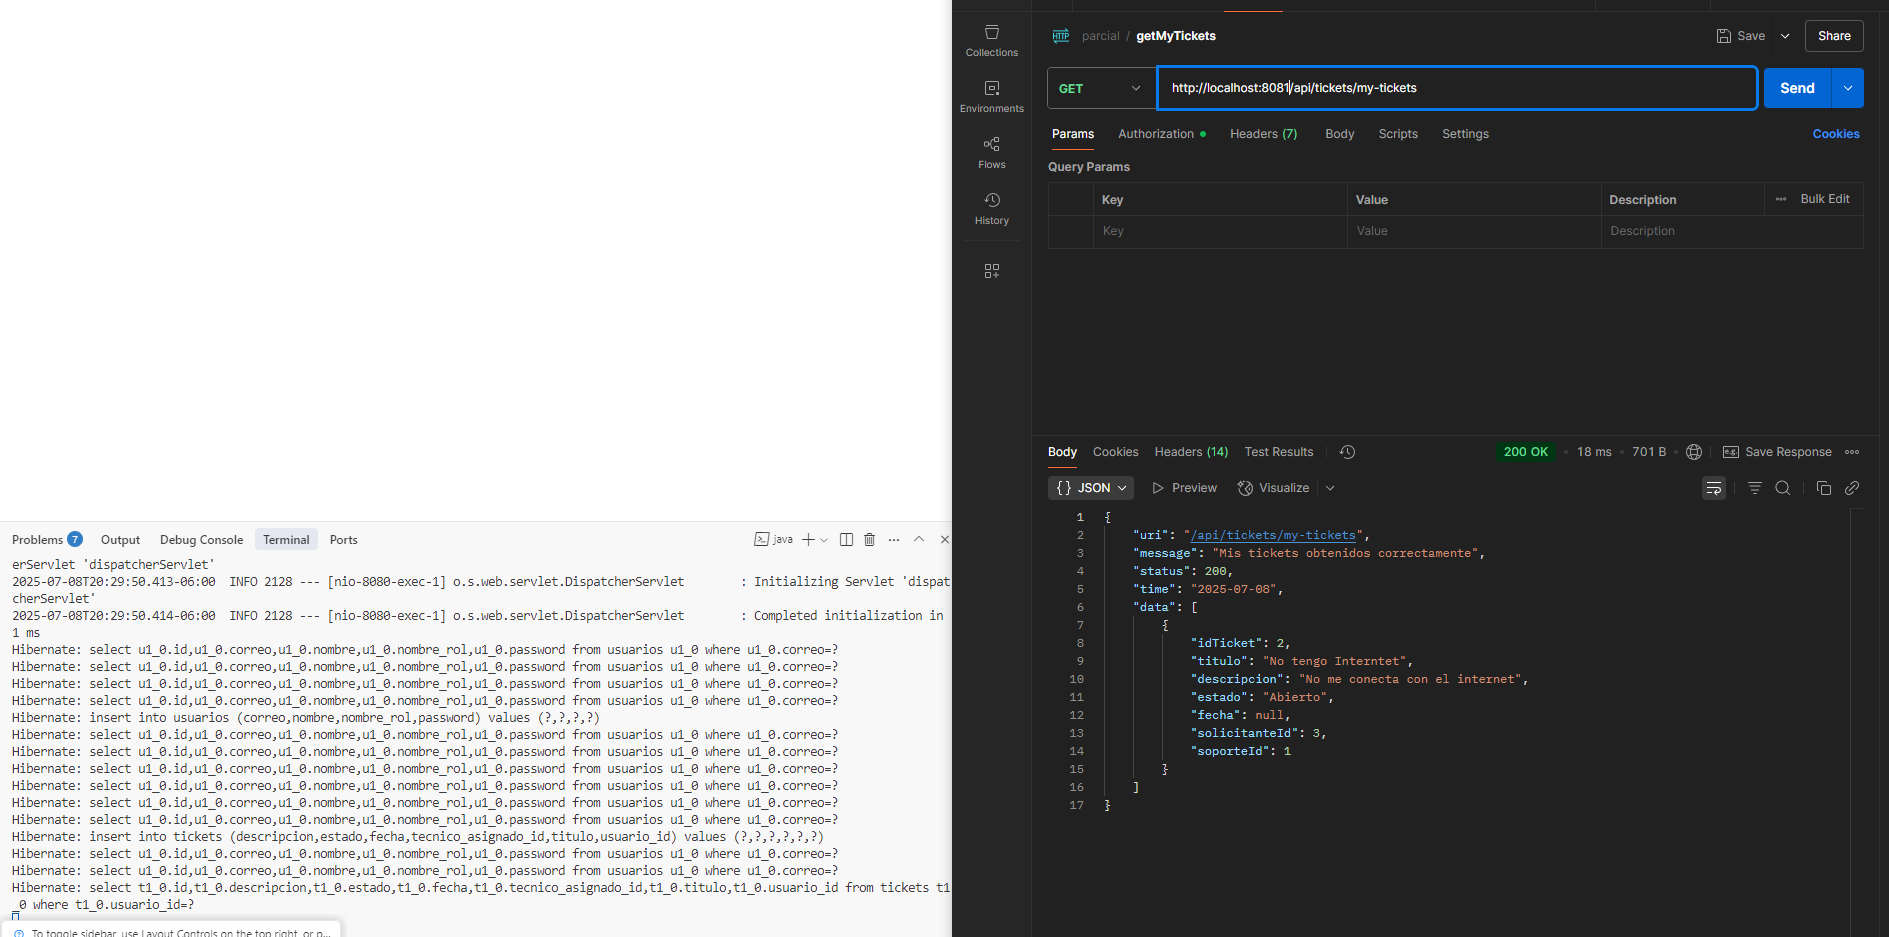 Problems 7 Output Debug Console Terminal Ports java
erServlet 'dispatcherServlet'
2025-07-08T20:29:50.413-06:00  INFO 2128 --- [nio-8080-exec-1] o.s.web.servlet.DispatcherServlet        : Initializing Servlet 'dispat
cherServlet'
2025-07-08T20:29:50.414-06:00  INFO 2128 --- [nio-8080-exec-1] o.s.web.servlet.DispatcherServlet        : Completed initialization in
1 ms
Hibernate: select u1_0.id,u1_0.correo,u1_0.nombre,u1_0.nombre_rol,u1_0.password from usuarios u1_0 where u1_0.correo=?
Hibernate: select u1_0.id,u1_0.correo,u1_0.nombre,u1_0.nombre_rol,u1_0.password from usuarios u1_0 where u1_0.correo=?
Hibernate: select u1_0.id,u1_0.correo,u1_0.nombre,u1_0.nombre_rol,u1_0.password from usuarios u1_0 where u1_0.correo=?
Hibernate: select u1_0.id,u1_0.correo,u1_0.nombre,u1_0.nombre_rol,u1_0.password from usuarios u1_0 where u1_0.correo=?
Hibernate: insert into usuarios (correo,nombre,nombre_rol,password) values (?,?,?,?)
Hibernate: select u1_0.id,u1_0.correo,u1_0.nombre,u1_0.nombre_rol,u1_0.password from usuarios u1_0 where u1_0.correo=?
Hibernate: select u1_0.id,u1_0.correo,u1_0.nombre,u1_0.nombre_rol,u1_0.password from usuarios u1_0 where u1_0.correo=?
Hibernate: select u1_0.id,u1_0.correo,u1_0.nombre,u1_0.nombre_rol,u1_0.password from usuarios u1_0 where u1_0.correo=?
Hibernate: select u1_0.id,u1_0.correo,u1_0.nombre,u1_0.nombre_rol,u1_0.password from usuarios u1_0 where u1_0.correo=?
Hibernate: select u1_0.id,u1_0.correo,u1_0.nombre,u1_0.nombre_rol,u1_0.password from usuarios u1_0 where u1_0.correo=?
Hibernate: select u1_0.id,u1_0.correo,u1_0.nombre,u1_0.nombre_rol,u1_0.password from usuarios u1_0 where u1_0.correo=?
Hibernate: insert into tickets (descripcion,estado,fecha,tecnico_asignado_id,titulo,usuario_id) values (?,?,?,?,?,?)
Hibernate: select u1_0.id,u1_0.correo,u1_0.nombre,u1_0.nombre_rol,u1_0.password from usuarios u1_0 where u1_0.correo=?
Hibernate: select u1_0.id,u1_0.correo,u1_0.nombre,u1_0.nombre_rol,u1_0.password from usuarios u1_0 where u1_0.correo=?
Hibernate: select t1_0.id,t1_0.descripcion,t1_0.estado,t1_0.fecha,t1_0.tecnico_asignado_id,t1_0.titulo,t1_0.usuario_id from tickets t1
_0 where t1_0.usuario_id=?
To toggle sidebar, use Layout Controls on the top right, or p...
Collections
Environments
Flows
History
HTTP parcial / getMyTickets Save Share
GET http://localhost:8081/api/tickets/my-tickets Send
Params Authorization Headers (7) Body Scripts Settings Cookies
Query Params
Key Value Description Bulk Edit
Key Value Description
Body Cookies Headers (14) Test Results 200 OK 18 ms 701 B e.g. Save Response
{ } JSON Preview Visualize
1 {
2 "uri": "/api/tickets/my-tickets",
3 "message": "Mis tickets obtenidos correctamente",
4 "status": 200,
5 "time": "2025-07-08",
6 "data": [
7 {
8 "idTicket": 2,
9 "titulo": "No tengo Interntet",
10 "descripcion": "No me conecta con el internet",
11 "estado": "Abierto",
12 "fecha": null,
13 "solicitanteId": 3,
14 "soporteId": 1
15 }
16 ]
17 }